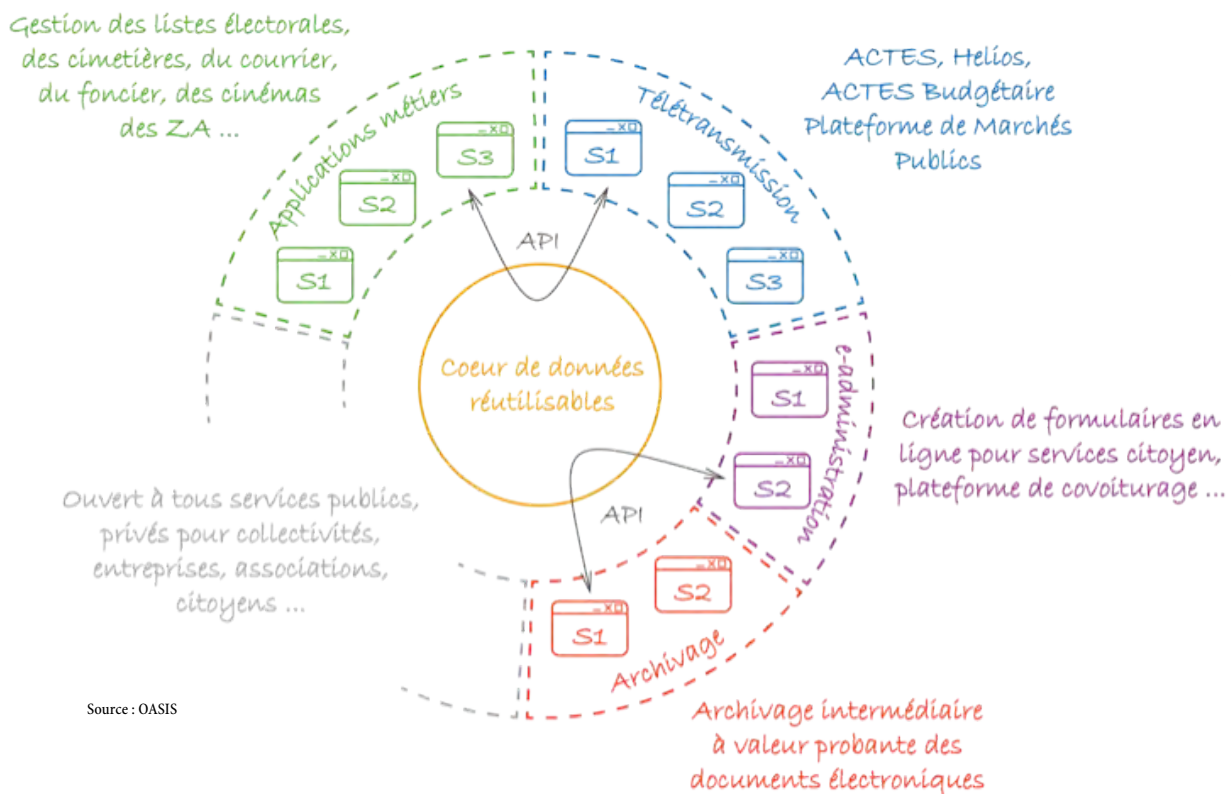 Gestion des listes électorales,
des cimetières, du courrier,
du foncier, des cinémas
des ZA ...
ACTES, Helios,
ACTES Budgétaire
Plateforme de Marchés
Publics
Applications métiers
S1
S2
S3
Télétransmission
S1
S2
S3
API
Coeur de données
réutilisables
e-administration
S1
S2
Création de formulaires en
ligne pour services citoyen,
plateforme de covoiturage ...
Ouvert à tous services publics,
privés pour collectivités,
entreprises, associations,
citoyens ...
API
S1
S2
Archivage
Archivage intermédiaire
à valeur probante des
documents électroniques
Source : OASIS